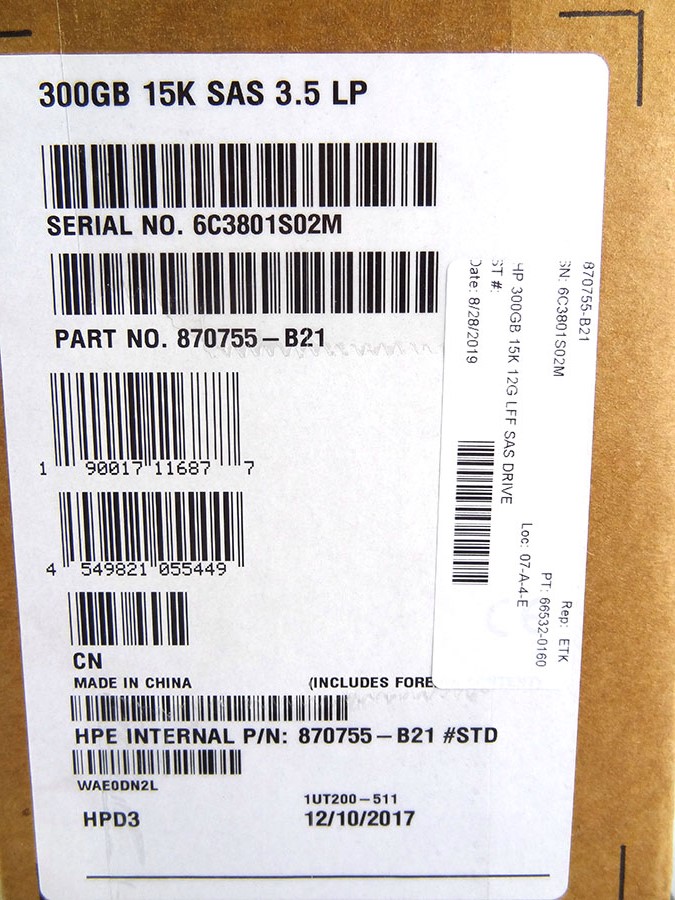 300GB 15K SAS 3.5 LP
SERIAL NO. 6C3801S02M
PART NO. 870755-B21
1 90017 11687 7
4 549821 055449
CN
MADE IN CHINA (INCLUDES FORE
HPE INTERNAL P/N: 870755-B21 #STD
WAE0DN2L
1UT200-511
HPD3 12/10/2017
870755-B21
SN: 6C3801S02M
HP 300GB 15K 12G LFF SAS DRIVE
ST #:
Date: 8/28/2019
Rep: ETK
PT: 66532-0160
Loc: 07-A-4-E